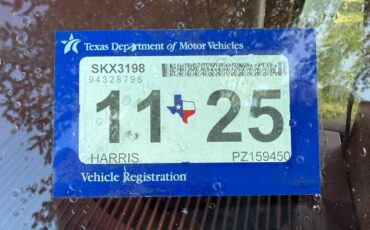 Texas Department of Motor Vehicles
SKX3198
94328796
11 25
HARRIS PZ159450
Vehicle Registration